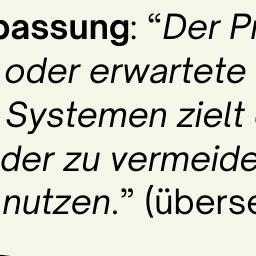 passung: “Der Pr
oder erwartete
Systemen zielt
der zu vermeide
nutzen.” (überse